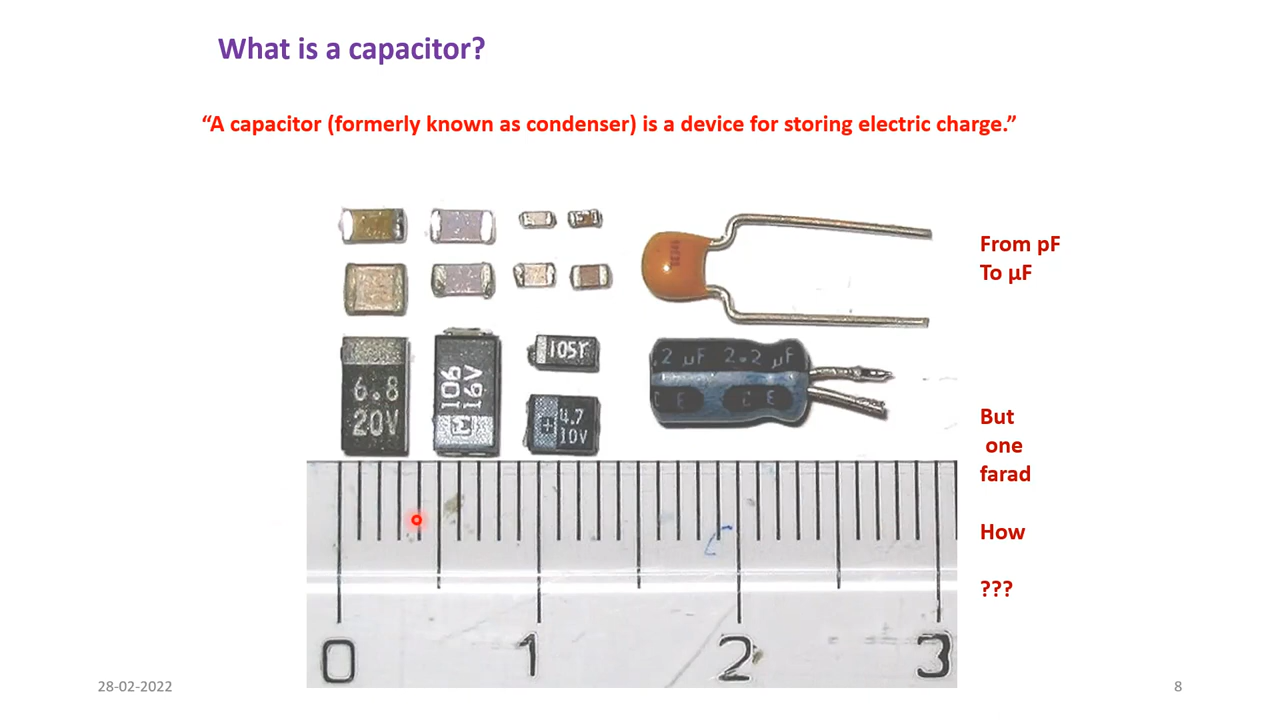 What is a capacitor?
“A capacitor (formerly known as condenser) is a device for storing electric charge.”
From pF
To µF
6.8
20V
106
16V
105T
4.7
10V
.2 µF 2.2 µF
C E C E
But
one
farad
How
???
0 1 2 3
28-02-2022
8